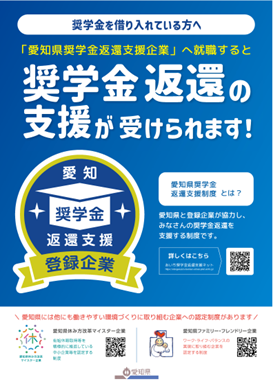 奨学金を借り入れている方へ
「愛知県奨学金返還支援企業」へ就職すると
奨学金返還の
支援が受けられます!
愛知
奨学金
返還支援
登録企業
愛知県奨学金
返還支援制度 とは?
愛知県と登録企業が協力し、
みなさんの奨学金返還を
支援する制度です。
詳しくはこちら
\ 愛知県には他にも働きやすい環境づくりに取り組む企業への認定制度があります /
愛知県休み方改革マイスター企業
愛知県ファミリー・フレンドリー企業
愛知県